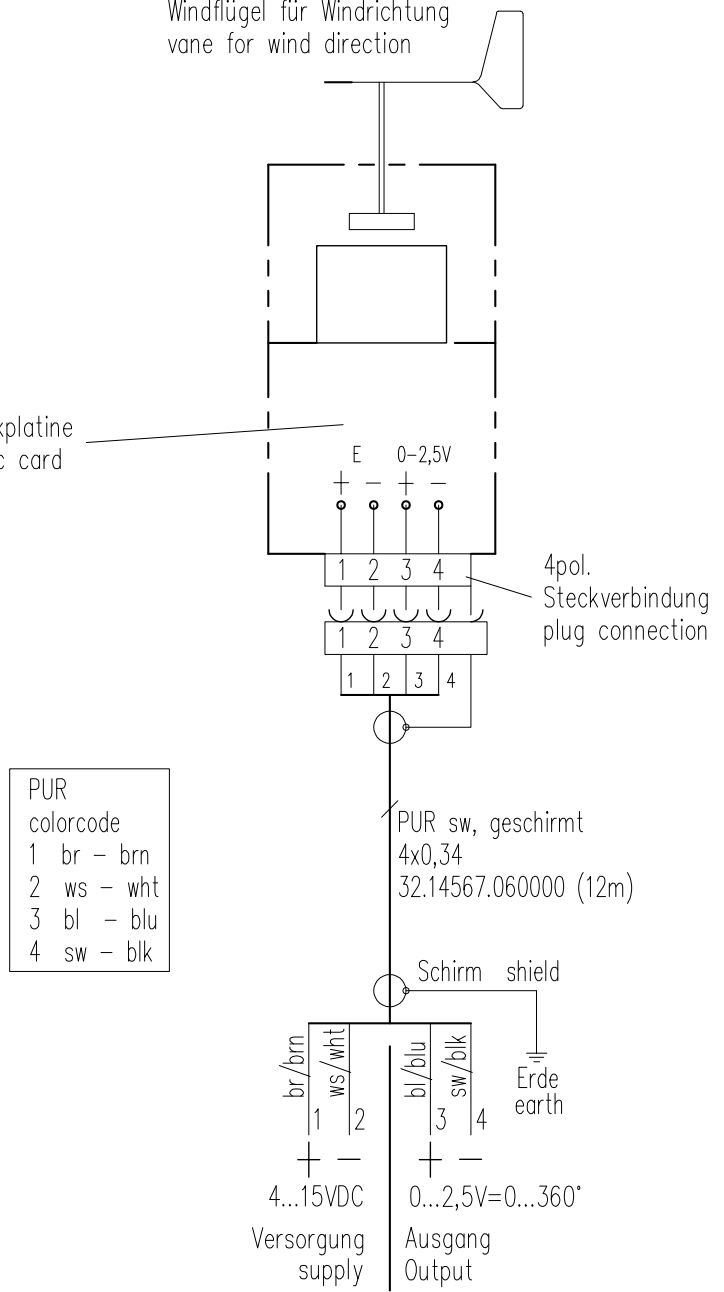 Windflügel für Windrichtung
vane for wind direction
card
E 0-2,5V
+ − + −
1 2 3 4
4pol.
Steckverbindung
plug connection
1 2 3 4
1 2 3 4
PUR
colorcode
1 br - brn
2 ws - wht
3 bl - blu
4 sw - blk
PUR sw, geschirmt
4x0,34
32.14567.060000 (12m)
Schirm shield
br/brn ws/wht bl/blu sw/blk
1 2 3 4
Erde
earth
+ − + −
4...15VDC 0...2,5V=0...360°
Versorgung
supply
Ausgang
Output